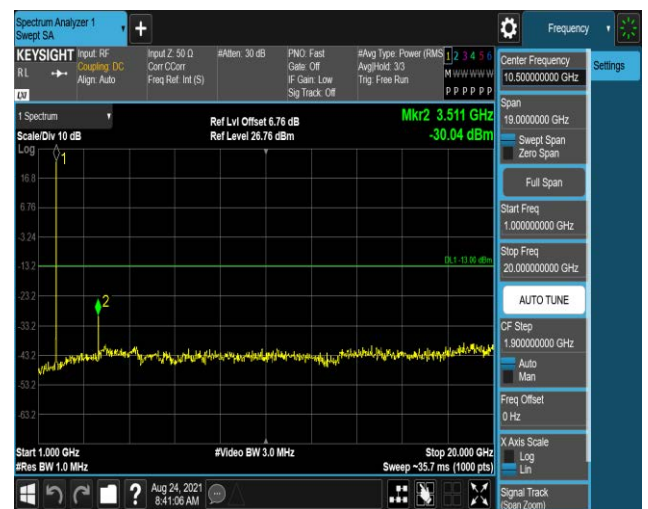 Spectrum Analyzer 1
Swept SA
Frequency
KEYSIGHT
RL
LXI
Input: RF
Coupling: DC
Align: Auto
Input Z: 50 Ω
Corr CCorr
Freq Ref: Int (S)
#Atten: 30 dB
PNO: Fast
Gate: Off
IF Gain: Low
Sig Track: Off
#Avg Type: Power (RMS
Avg|Hold: 3/3
Trig: Free Run
1 2 3 4 5 6
M W W W W W
P P P P P P
1 Spectrum
Scale/Div 10 dB
Log
Ref Lvl Offset 6.76 dB
Ref Level 26.76 dBm
Mkr2 3.511 GHz
-30.04 dBm
1
16.8
6.76
-3.24
-13.2
DL1 -13.00 dBm
-23.2
2
-33.2
-43.2
-53.2
-63.2
Start 1.000 GHz
#Res BW 1.0 MHz
#Video BW 3.0 MHz
Stop 20.000 GHz
Sweep ~35.7 ms (1000 pts)
Aug 24, 2021
8:41:06 AM
Center Frequency
10.500000000 GHz
Settings
Span
19.0000000 GHz
Swept Span
Zero Span
Full Span
Start Freq
1.000000000 GHz
Stop Freq
20.000000000 GHz
AUTO TUNE
CF Step
1.900000000 GHz
Auto
Man
Freq Offset
0 Hz
X Axis Scale
Log
Lin
Signal Track
(Span Zoom)